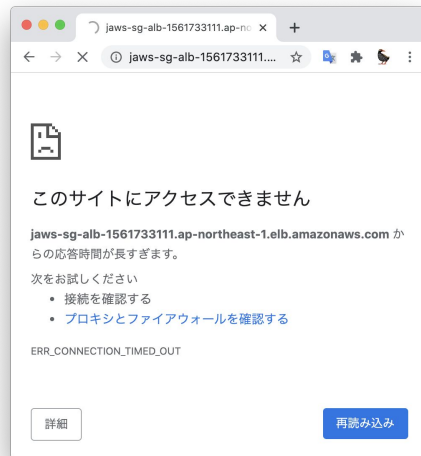 jaws-sg-alb-1561733111.ap-no
jaws-sg-alb-1561733111....
このサイトにアクセスできません
jaws-sg-alb-1561733111.ap-northeast-1.elb.amazonaws.com か
らの応答時間が長すぎます。
次をお試しください
• 接続を確認する
• プロキシとファイアウォールを確認する
ERR_CONNECTION_TIMED_OUT
詳細
再読み込み